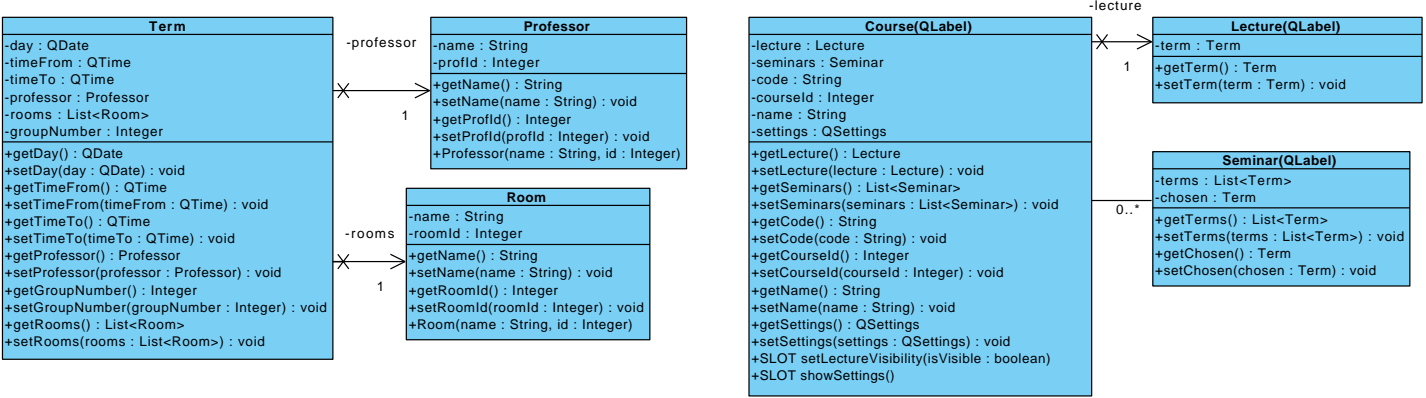 Term
-day : QDate
-timeFrom : QTime
-timeTo : QTime
-professor : Professor
-rooms : List<Room>
-groupNumber : Integer
+getDay() : QDate
+setDay(day : QDate) : void
+getTimeFrom() : QTime
+setTimeFrom(timeFrom : QTime) : void
+getTimeTo() : QTime
+setTimeTo(timeTo : QTime) : void
+getProfessor() : Professor
+setProfessor(professor : Professor) : void
+getGroupNumber() : Integer
+setGroupNumber(groupNumber : Integer) : void
+getRooms() : List<Room>
+setRooms(rooms : List<Room>) : void
-professor
1
Professor
-name : String
-profId : Integer
+getName() : String
+setName(name : String) : void
+getProfId() : Integer
+setProfId(profId : Integer) : void
+Professor(name : String, id : Integer)
-rooms
1
Room
-name : String
-roomId : Integer
+getName() : String
+setName(name : String) : void
+getRoomId() : Integer
+setRoomId(roomId : Integer) : void
+Room(name : String, id : Integer)
Course(QLabel)
-lecture : Lecture
-seminars : Seminar
-code : String
-courseId : Integer
-name : String
-settings : QSettings
+getLecture() : Lecture
+setLecture(lecture : Lecture) : void
+getSeminars() : List<Seminar>
+setSeminars(seminars : List<Seminar>) : void
+getCode() : String
+setCode(code : String) : void
+getCourseId() : Integer
+setCourseId(courseId : Integer) : void
+getName() : String
+setName(name : String) : void
+getSettings() : QSettings
+setSettings(settings : QSettings) : void
+SLOT setLectureVisibility(isVisible : boolean)
+SLOT showSettings()
-lecture
1
Lecture(QLabel)
-term : Term
+getTerm() : Term
+setTerm(term : Term) : void
0..*
Seminar(QLabel)
-terms : List<Term>
-chosen : Term
+getTerms() : List<Term>
+setTerms(terms : List<Term>) : void
+getChosen() : Term
+setChosen(chosen : Term) : void